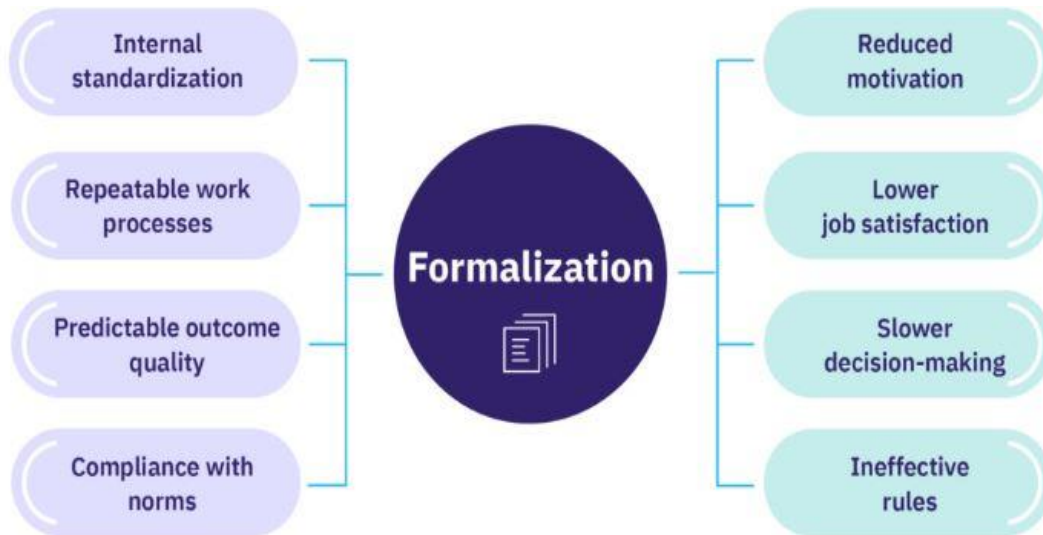 Internal
standardization
Repeatable work
processes
Predictable outcome
quality
Compliance with
norms
Formalization
Reduced
motivation
Lower
job satisfaction
Slower
decision-making
Ineffective
rules